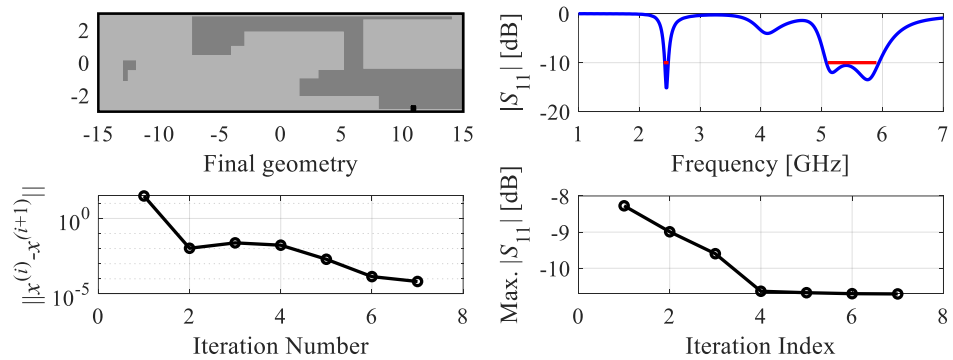 2
0
-2
-15 -10 -5 0 5 10 15
Final geometry
|S11| [dB]
0
-10
-20
1 2 3 4 5 6 7
Frequency [GHz]
||x(i)-x(i+1)||
10^0
10^-5
0 2 4 6 8
Iteration Number
Max. |S11| [dB]
-8
-9
-10
0 2 4 6 8
Iteration Index